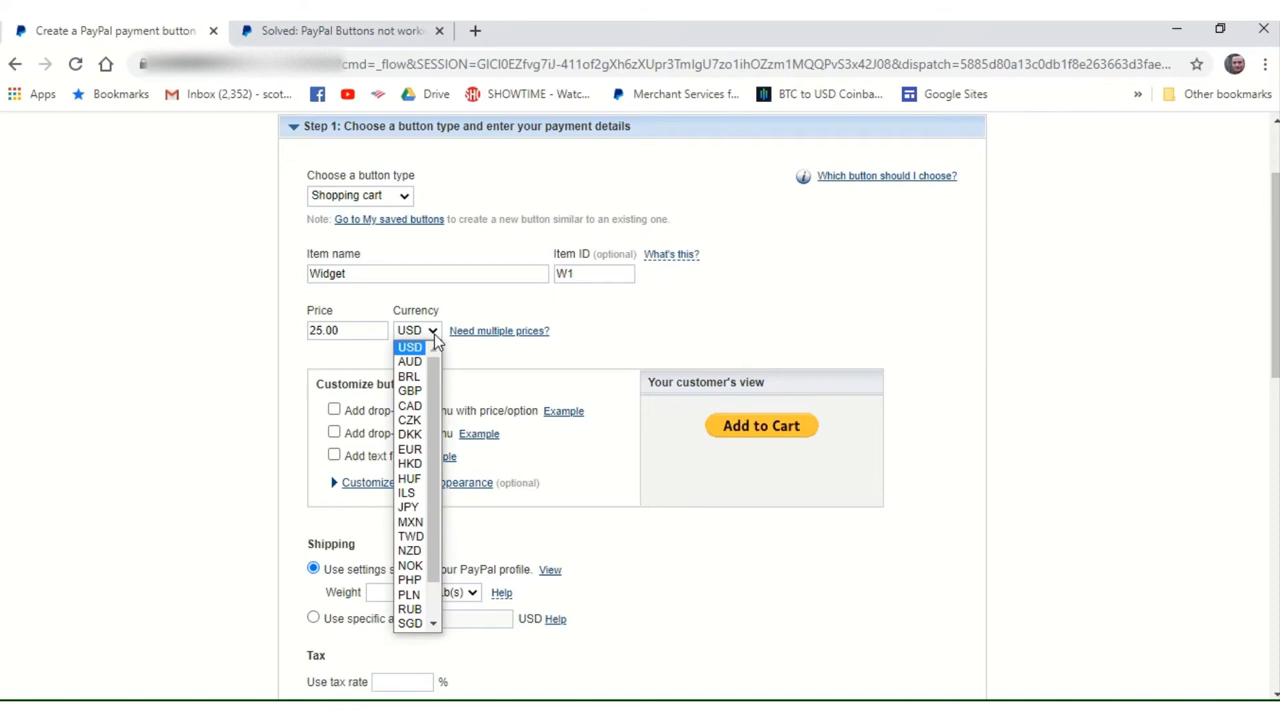 Create a PayPal payment button
Solved: PayPal Buttons not work
cmd=_flow&SESSION=GlCl0EZfvg7iJ-411of2gXh6zXUpr3TmlgU7zo1ihOZzm1MQQPvS3x42J08&dispatch=5885d80a13c0db1f8e263663d3fae...
Apps Bookmarks Inbox (2,352) - scot... Drive SHOWTIME - Watc... Merchant Services f... BTC to USD Coinba... Google Sites » Other bookmarks
Step 1: Choose a button type and enter your payment details
Choose a button type
Which button should I choose?
Shopping cart
Note: Go to My saved buttons to create a new button similar to an existing one.
Item name Item ID (optional) What's this?
Widget W1
Price Currency
25.00 USD Need multiple prices?
USD
AUD
BRL
GBP
CAD
CZK
DKK
EUR
HKD
HUF
ILS
JPY
MXN
TWD
NZD
NOK
PHP
PLN
RUB
SGD
Customize but
Add drop- nu with price/option Example
Add drop- nu Example
Add text f ple
Customize pearance (optional)
Your customer's view
Add to Cart
Shipping
Use settings s our PayPal profile. View
Weight b(s) Help
Use specific a USD Help
Tax
Use tax rate %